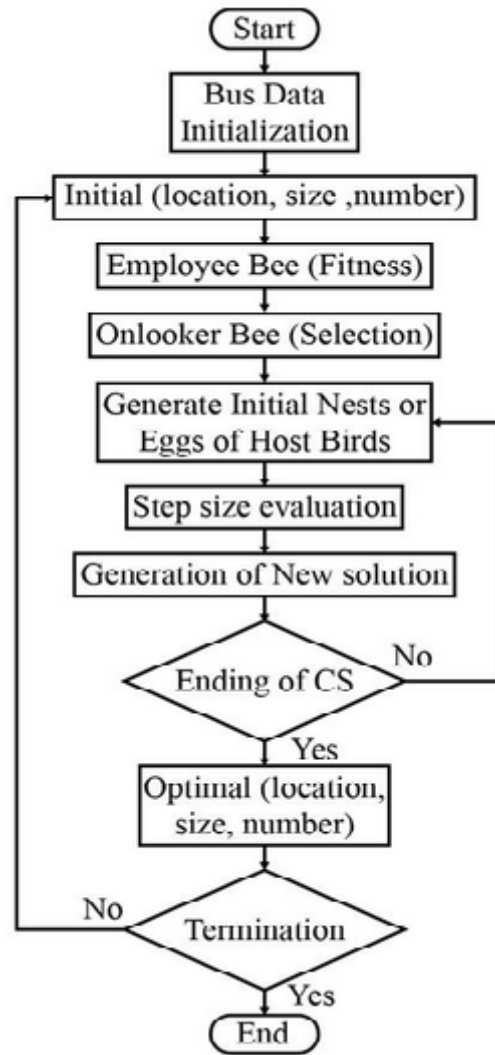 Start
Bus Data
Initialization
Initial (location, size ,number)
Employee Bee (Fitness)
Onlooker Bee (Selection)
Generate Initial Nests or
Eggs of Host Birds
Step size evaluation
Generation of New solution
Ending of CS
No
Yes
Optimal (location,
size, number)
No
Termination
Yes
End